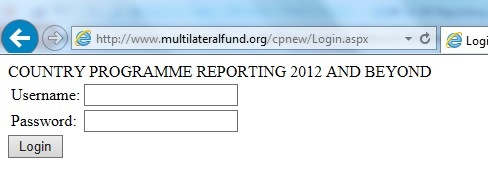 http://www.multilateralfund.org/cpnew/Login.aspx
Logi
COUNTRY PROGRAMME REPORTING 2012 AND BEYOND
Username:
Password:
Login